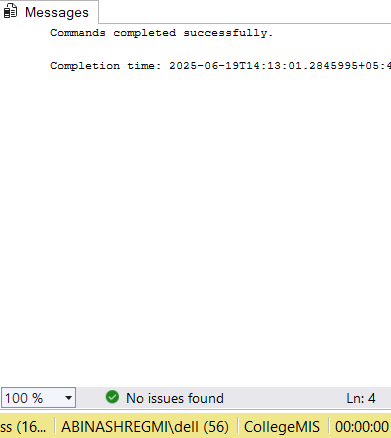 Messages
Commands completed successfully.
Completion time: 2025-06-19T14:13:01.2845995+05:4
100 %
No issues found
Ln: 4
ss (16... ABINASHREGMI\dell (56) CollegeMIS 00:00:00